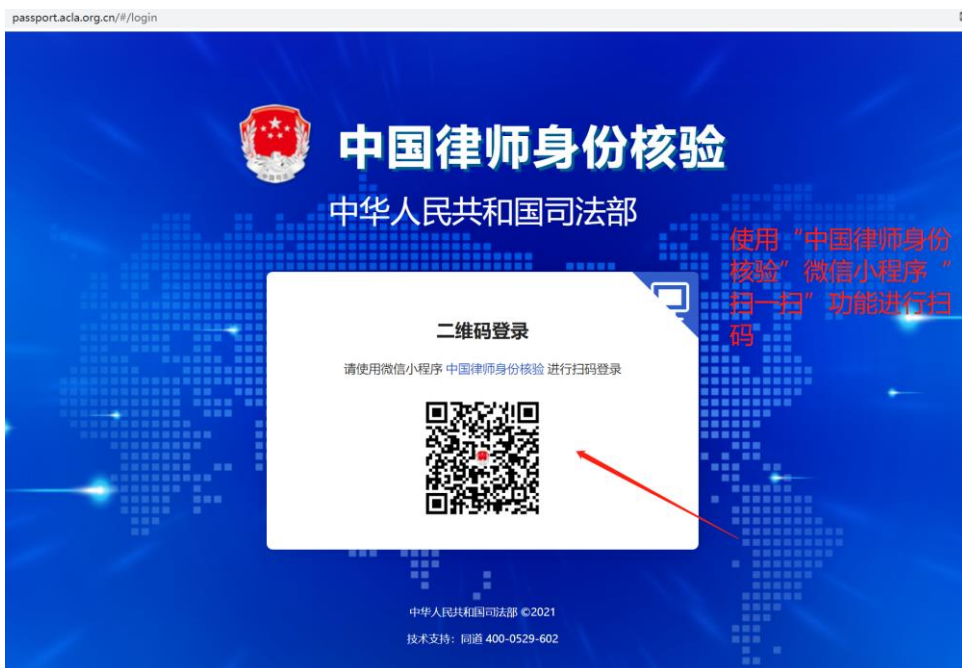 passport.acla.org.cn/#/login
中国律师身份核验
中华人民共和国司法部
使用“中国律师身份
核验”微信小程序“
扫一扫”功能进行扫
码
二维码登录
请使用微信小程序 中国律师身份核验 进行扫码登录
中华人民共和国司法部 ©2021
技术支持：同道 400-0529-602